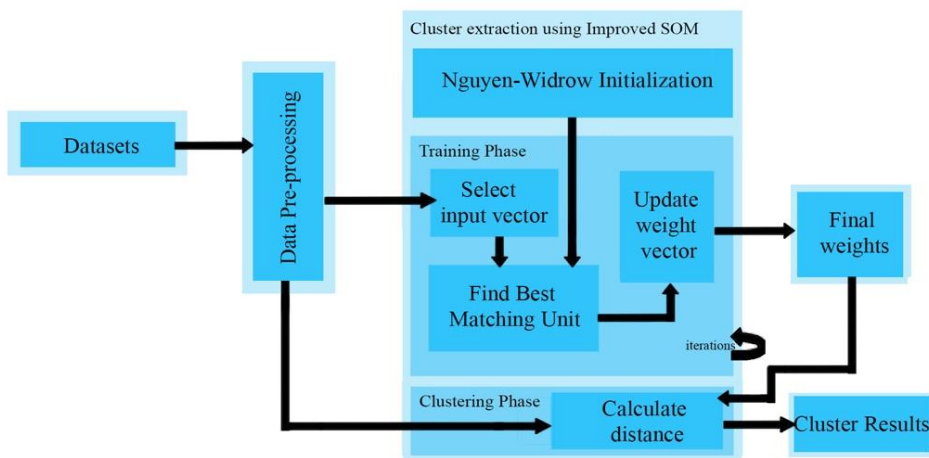 Cluster extraction using Improved SOM
Nguyen-Widrow Initialization
Datasets
Data Pre-processing
Training Phase
Select
input vector
Update
weight
vector
Final
weights
Find Best
Matching Unit
iterations
Clustering Phase
Calculate
distance
Cluster Results